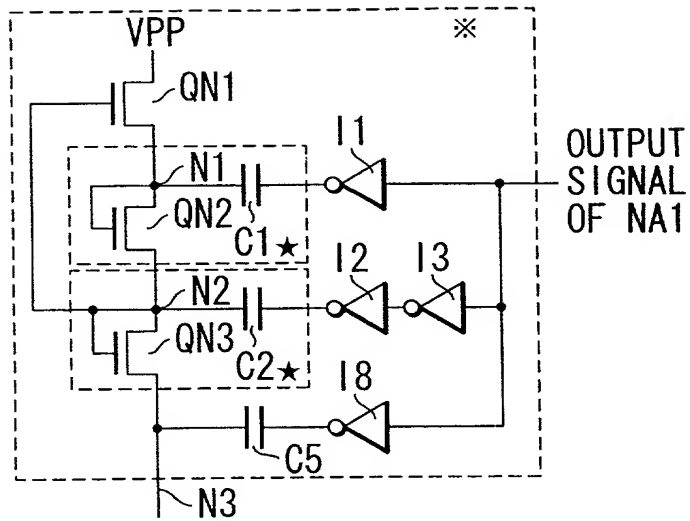 VPP
※
QN1
I1
OUTPUT
SIGNAL
OF NA1
N1
QN2
C1★
N2
I2
I3
QN3
C2★
I8
C5
N3